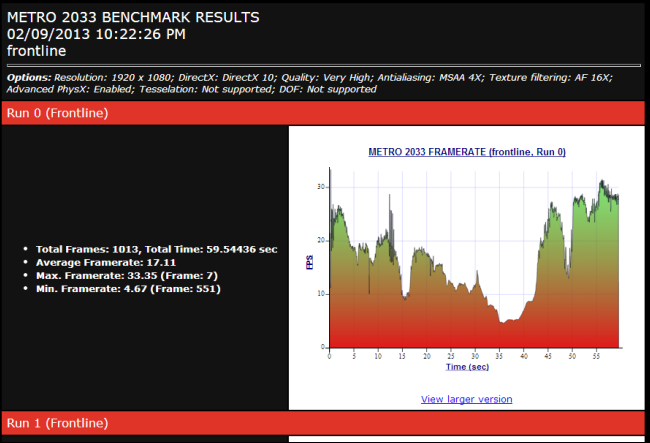 METRO 2033 BENCHMARK RESULTS
02/09/2013 10:22:26 PM
frontline
Options: Resolution: 1920 x 1080; DirectX: DirectX 10; Quality: Very High; Antialiasing: MSAA 4X; Texture filtering: AF 16X;
Advanced PhysX: Enabled; Tesselation: Not supported; DOF: Not supported
Run 0 (Frontline)
Total Frames: 1013, Total Time: 59.54436 sec
Average Framerate: 17.11
Max. Framerate: 33.35 (Frame: 7)
Min. Framerate: 4.67 (Frame: 551)
METRO 2033 FRAMERATE (frontline, Run 0)
30
20
10
0
FPS
0 5 10 15 20 25 30 35 40 45 50 55
Time (sec)
View larger version
Run 1 (Frontline)